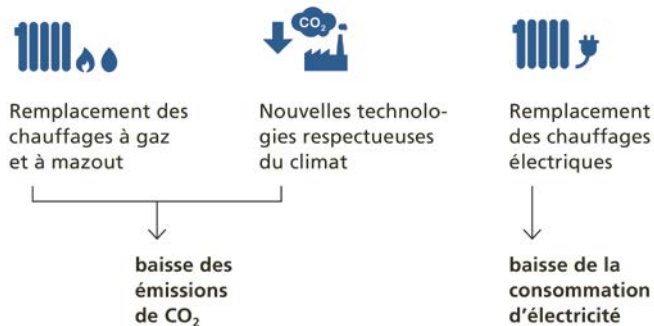 CO₂
Remplacement des
chauffages à gaz
et à mazout
Nouvelles technolo-
gies respectueuses
du climat
Remplacement
des chauffages
électriques
baisse des
émissions
de CO₂
baisse de la
consommation
d’électricité